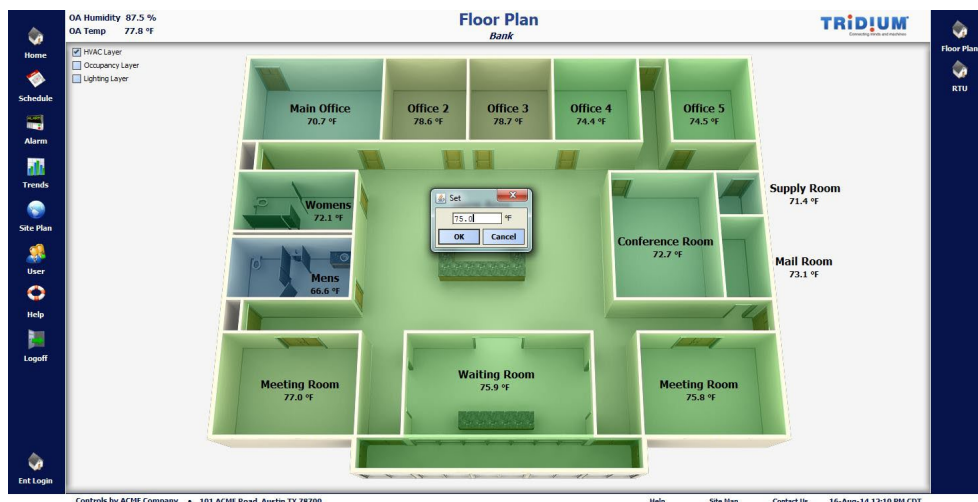 OA Humidity 87.5 %
OA Temp 77.8 °F
Floor Plan
Bank
TRiDiUM
Connecting minds and machines
Home
Schedule
Alarm
Trends
Site Plan
User
Help
Logoff
Ent Login
Floor Plan
RTU
HVAC Layer
Occupancy Layer
Lighting Layer
Main Office
70.7 °F
Office 2
78.6 °F
Office 3
78.7 °F
Office 4
74.4 °F
Office 5
74.5 °F
Womens
72.1 °F
Set
75.0 °F
OK Cancel
Supply Room
71.4 °F
Conference Room
72.7 °F
Mail Room
73.1 °F
Mens
66.6 °F
Meeting Room
77.0 °F
Waiting Room
75.9 °F
Meeting Room
75.8 °F
Controls by ACME Company • 101 ACME Road, Austin TX 78700
Help Site Map Contact Us 16-Aug-14 12:10 PM CDT